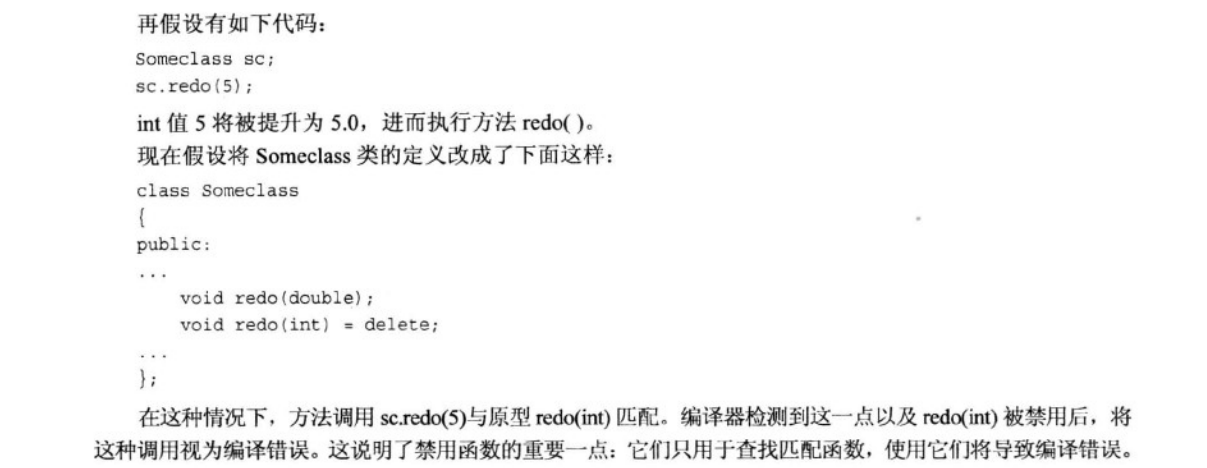 再假设有如下代码：
Someclass sc;
sc.redo(5);
int 值 5 将被提升为 5.0，进而执行方法 redo( )。
现在假设将 Someclass 类的定义改成了下面这样：
class Someclass
{
public:
...
void redo(double);
void redo(int) = delete;
...
};
在这种情况下，方法调用 sc.redo(5)与原型 redo(int) 匹配。编译器检测到这一点以及 redo(int) 被禁用后，将
这种调用视为编译错误。这说明了禁用函数的重要一点：它们只用于查找匹配函数，使用它们将导致编译错误。